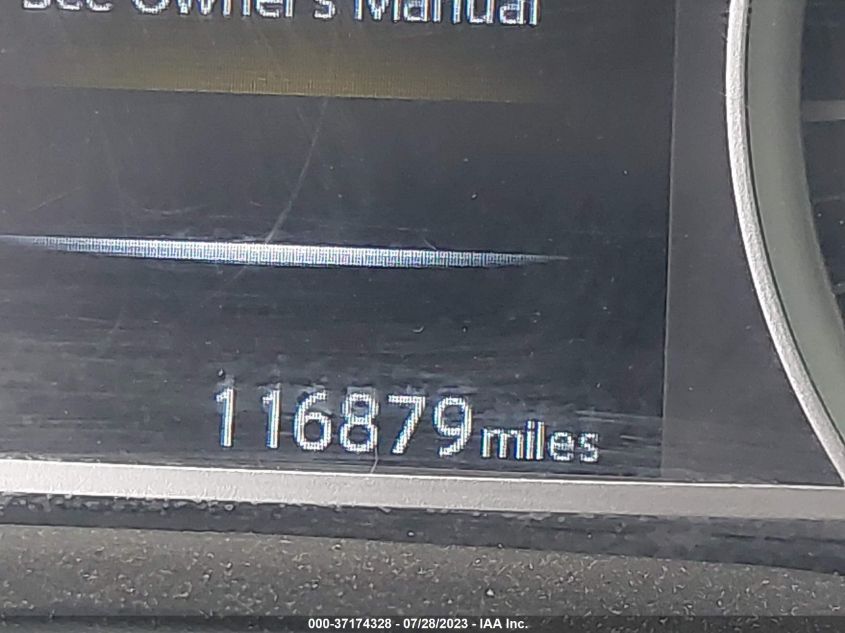 See Owner's Manual
116879 miles
000-37174328 - 07/28/2023 - IAA Inc.